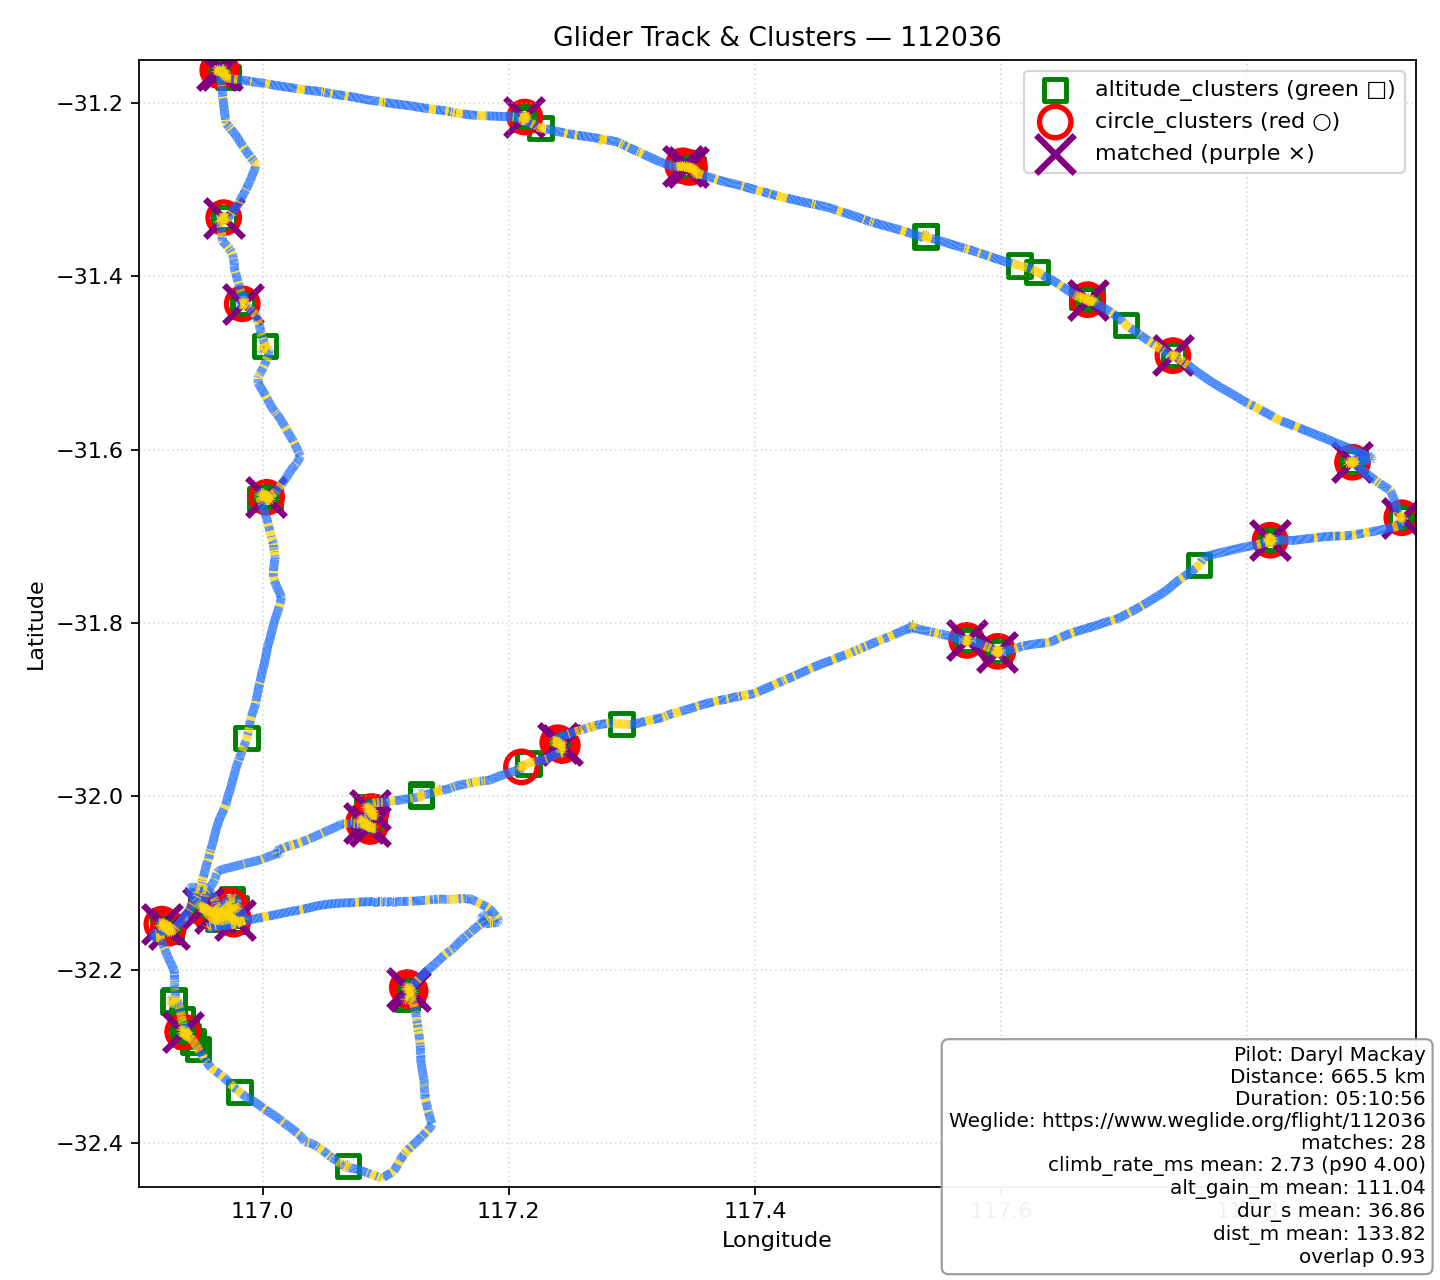 Glider Track & Clusters — 112036
altitude_clusters (green □)
circle_clusters (red ○)
matched (purple ×)
−31.2
−31.4
−31.6
−31.8
−32.0
−32.2
−32.4
Latitude
117.0
117.2
117.4
117.6
Longitude
Pilot: Daryl Mackay
Distance: 665.5 km
Duration: 05:10:56
Weglide: https://www.weglide.org/flight/112036
matches: 28
climb_rate_ms mean: 2.73 (p90 4.00)
alt_gain_m mean: 111.04
dur_s mean: 36.86
dist_m mean: 133.82
overlap 0.93